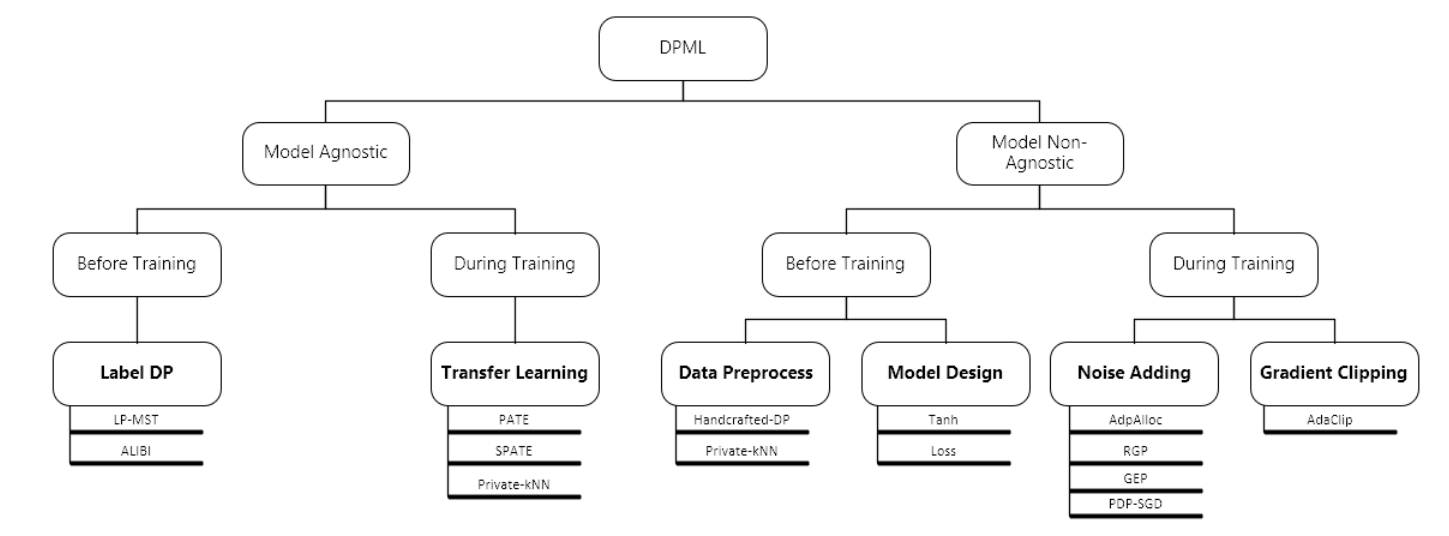 DPML
Model Agnostic
Model Non-
Agnostic
Before Training
During Training
Before Training
During Training
Label DP
Transfer Learning
Data Preprocess
Model Design
Noise Adding
Gradient Clipping
LP-MST
ALIBI
PATE
SPATE
Private-kNN
Handcrafted-DP
Private-kNN
Tanh
Loss
AdpAlloc
RGP
GEP
PDP-SGD
AdaClip